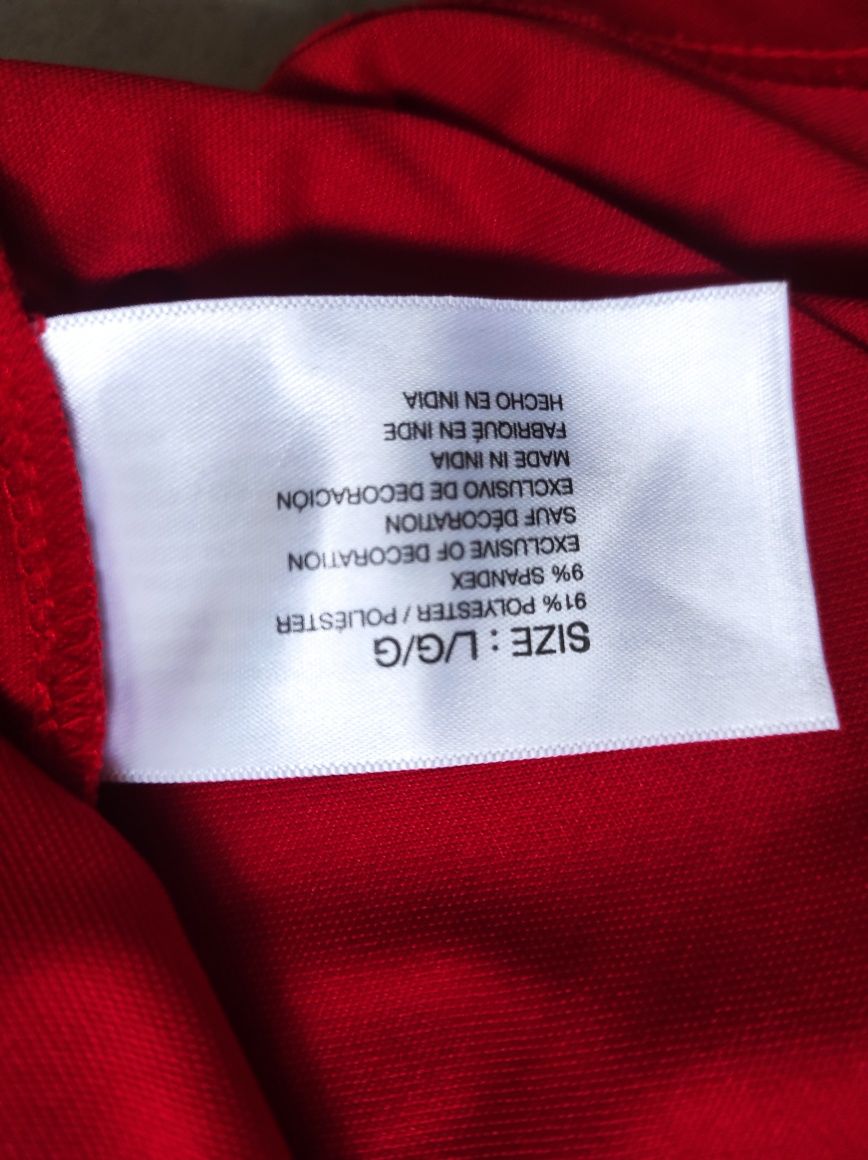 SIZE : L/G/G
91% POLYESTER / POLIÉSTER
9% SPANDEX
EXCLUSIVE OF DECORATION
SAUF DÉCORATION
EXCLUSIVO DE DECORACIÓN
MADE IN INDIA
FABRIQUÉ EN INDE
HECHO EN INDIA